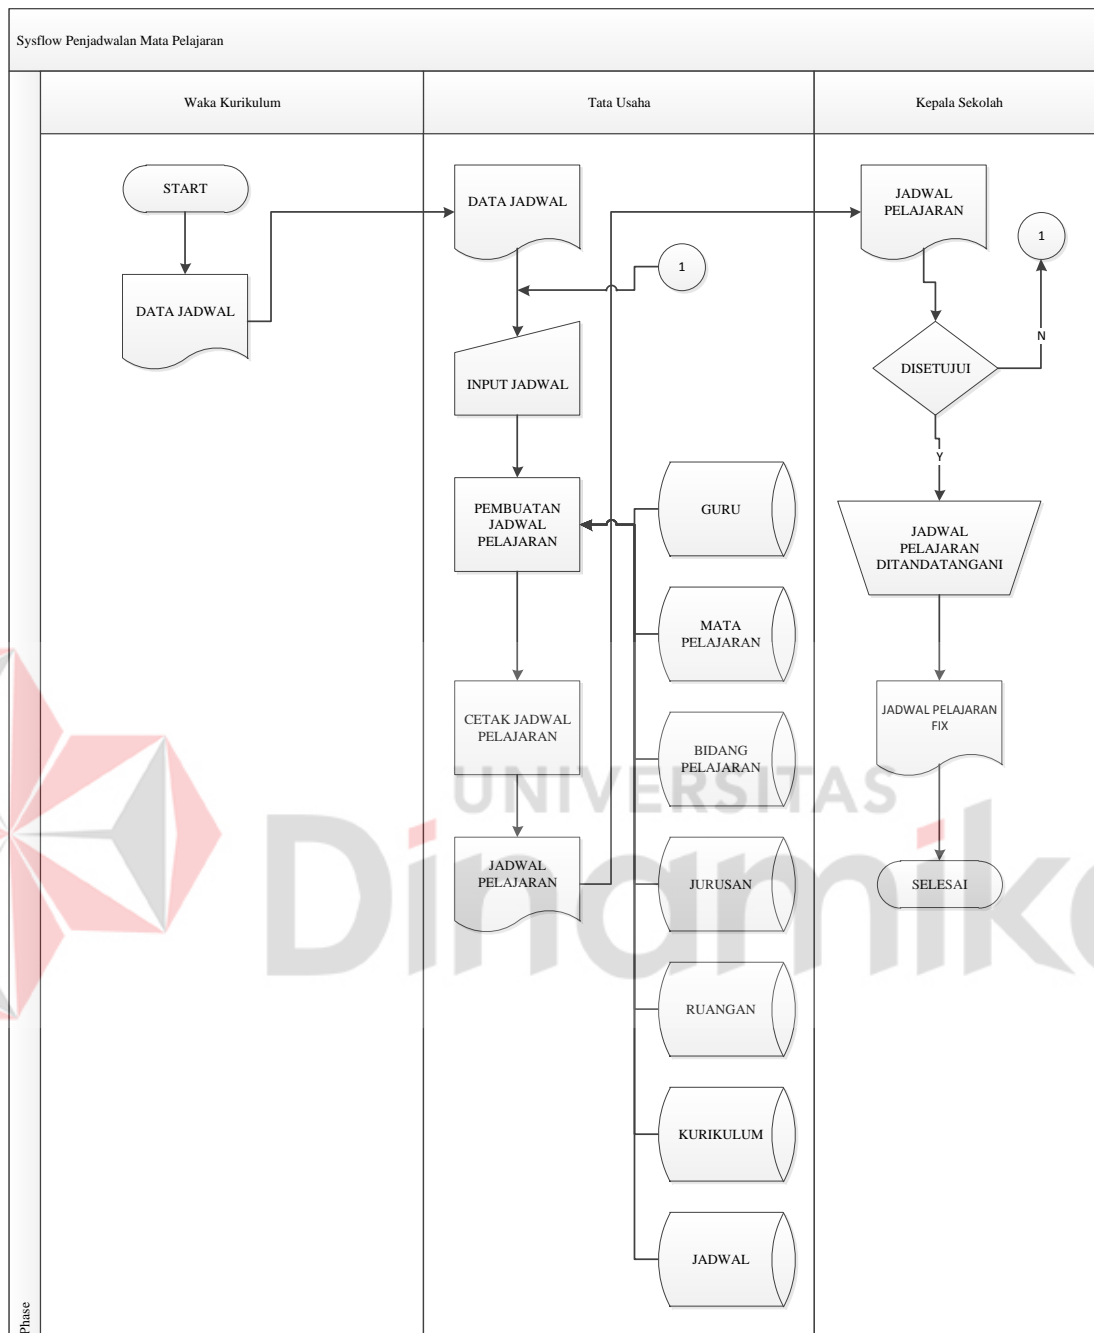 Sysflow Penjadwalan Mata Pelajaran
Phase
Waka Kurikulum
Tata Usaha
Kepala Sekolah
START
DATA JADWAL
DATA JADWAL
1
INPUT JADWAL
PEMBUATAN
JADWAL
PELAJARAN
CETAK JADWAL
PELAJARAN
JADWAL
PELAJARAN
GURU
MATA
PELAJARAN
BIDANG
PELAJARAN
JURUSAN
RUANGAN
KURIKULUM
JADWAL
JADWAL
PELAJARAN
1
DISETUJUI
N
Y
JADWAL
PELAJARAN
DITANDATANGANI
JADWAL PELAJARAN
FIX
SELESAI
UNIVERSITAS
Dinamika